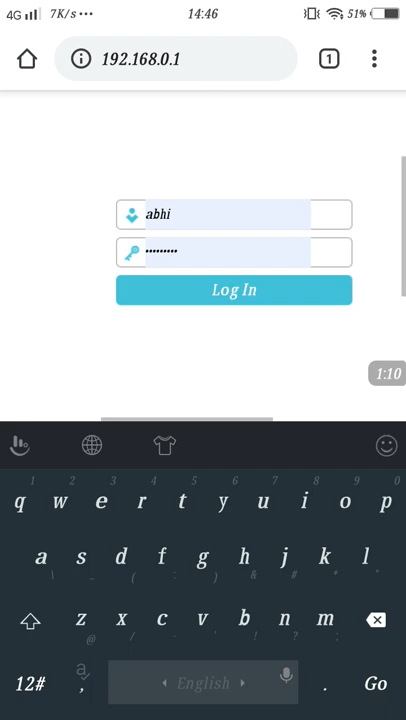 4G 7K/s ••• 14:46 51%
192.168.0.1 1
abhi
•••••••••
Log In
1:10
1 2 3 4 5 6 7 8 9 0
q w e r t y u i o p
a s d f g h j k l
\ _ ( : ) & # * "
z x c v b n m
@ / - ' ! ? ;
12# , a English . Go